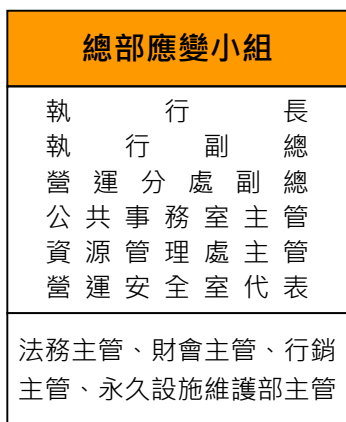 總部應變小組
執行長
執行副總
營運分處副總
公共事務室主管
資源管理處主管
營運安全室代表
法務主管、財會主管、行銷
主管、永久設施維護部主管